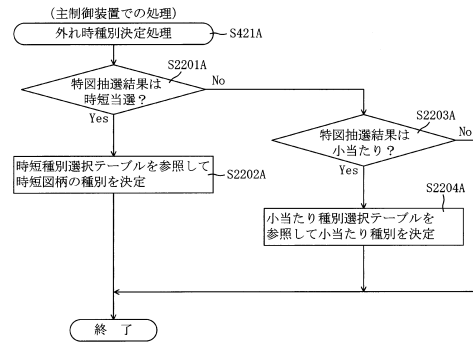 (主制御装置での処理)
外れ時種別決定処理
S421A
S2201A
特図抽選結果は
時短当選？
No
Yes
S2203A
特図抽選結果は
小当たり？
No
Yes
時短種別選択テーブルを参照して
時短図柄の種別を決定
S2202A
S2204A
小当たり種別選択テーブルを
参照して小当たり種別を決定
終 了